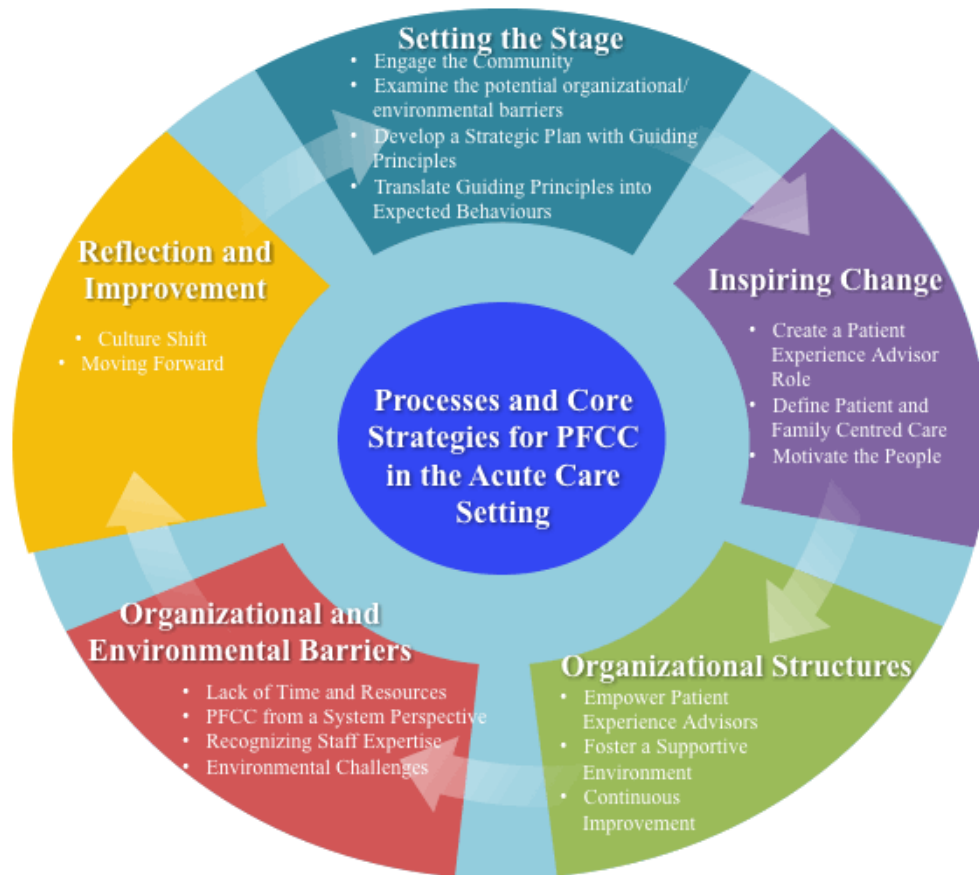 Setting the Stage
• Engage the Community
• Examine the potential organizational/
environmental barriers
• Develop a Strategic Plan with Guiding
Principles
• Translate Guiding Principles into
Expected Behaviours
Inspiring Change
• Create a Patient
Experience Advisor
Role
• Define Patient and
Family Centred Care
• Motivate the People
Organizational Structures
• Empower Patient
Experience Advisors
• Foster a Supportive
Environment
• Continuous
Improvement
Organizational and
Environmental Barriers
• Lack of Time and Resources
• PFCC from a System Perspective
• Recognizing Staff Expertise
• Environmental Challenges
Reflection and
Improvement
• Culture Shift
• Moving Forward
Processes and Core
Strategies for PFCC
in the Acute Care
Setting